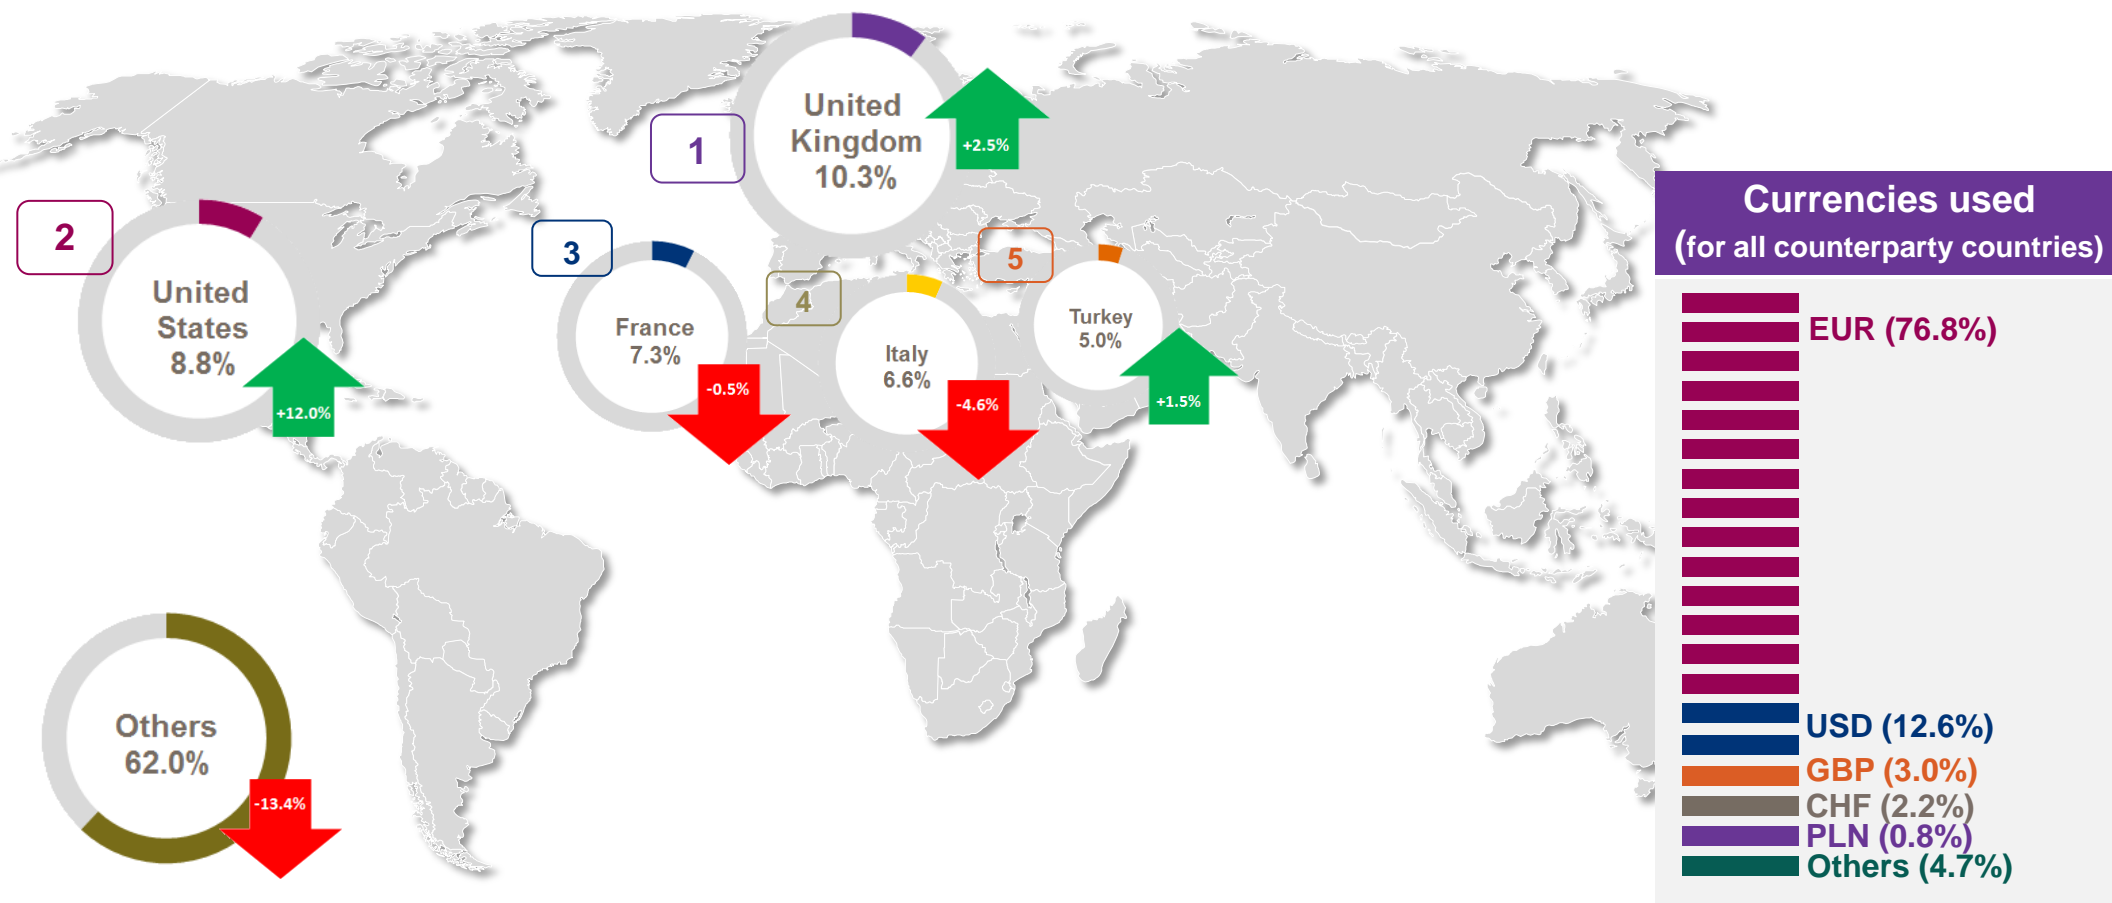 1
United
Kingdom
10.3%
+2.5%
2
United
States
8.8%
+12.0%
3
France
7.3%
-0.5%
4
Italy
6.6%
-4.6%
5
Turkey
5.0%
+1.5%
Others
62.0%
-13.4%
Currencies used
(for all counterparty countries)
EUR (76.8%)
USD (12.6%)
GBP (3.0%)
CHF (2.2%)
PLN (0.8%)
Others (4.7%)